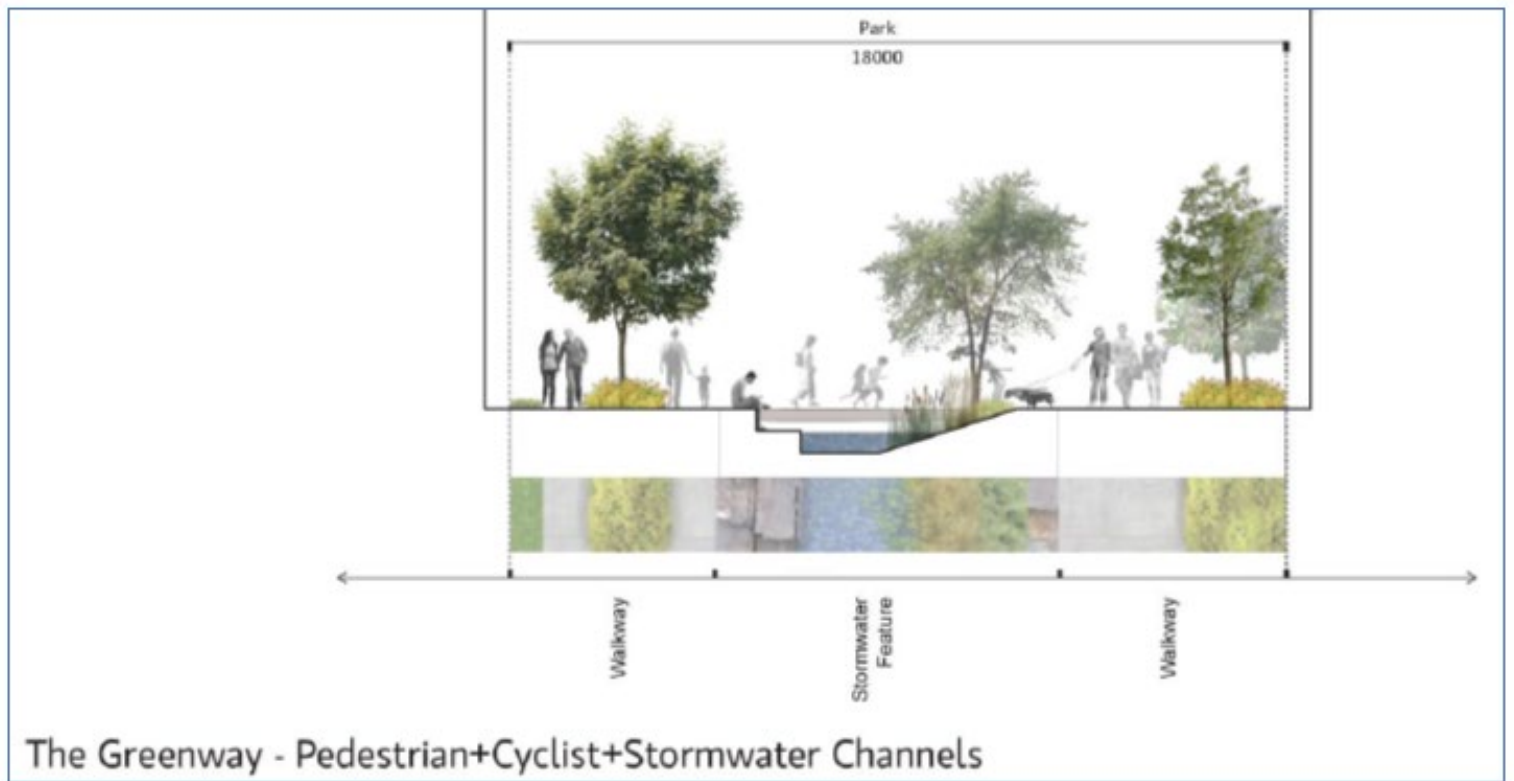 Park
18000
Walkway
Stormwater
Feature
Walkway
The Greenway - Pedestrian+Cyclist+Stormwater Channels